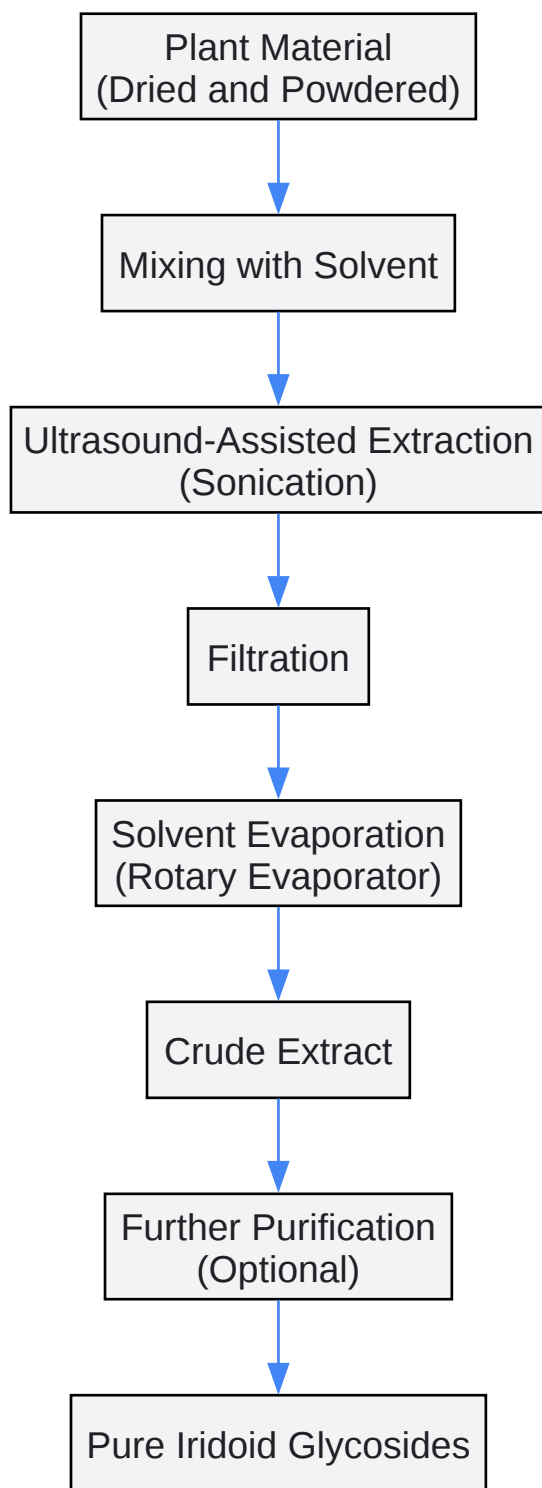 Plant Material
(Dried and Powdered)
Mixing with Solvent
Ultrasound-Assisted Extraction
(Sonication)
Filtration
Solvent Evaporation
(Rotary Evaporator)
Crude Extract
Further Purification
(Optional)
Pure Iridoid Glycosides